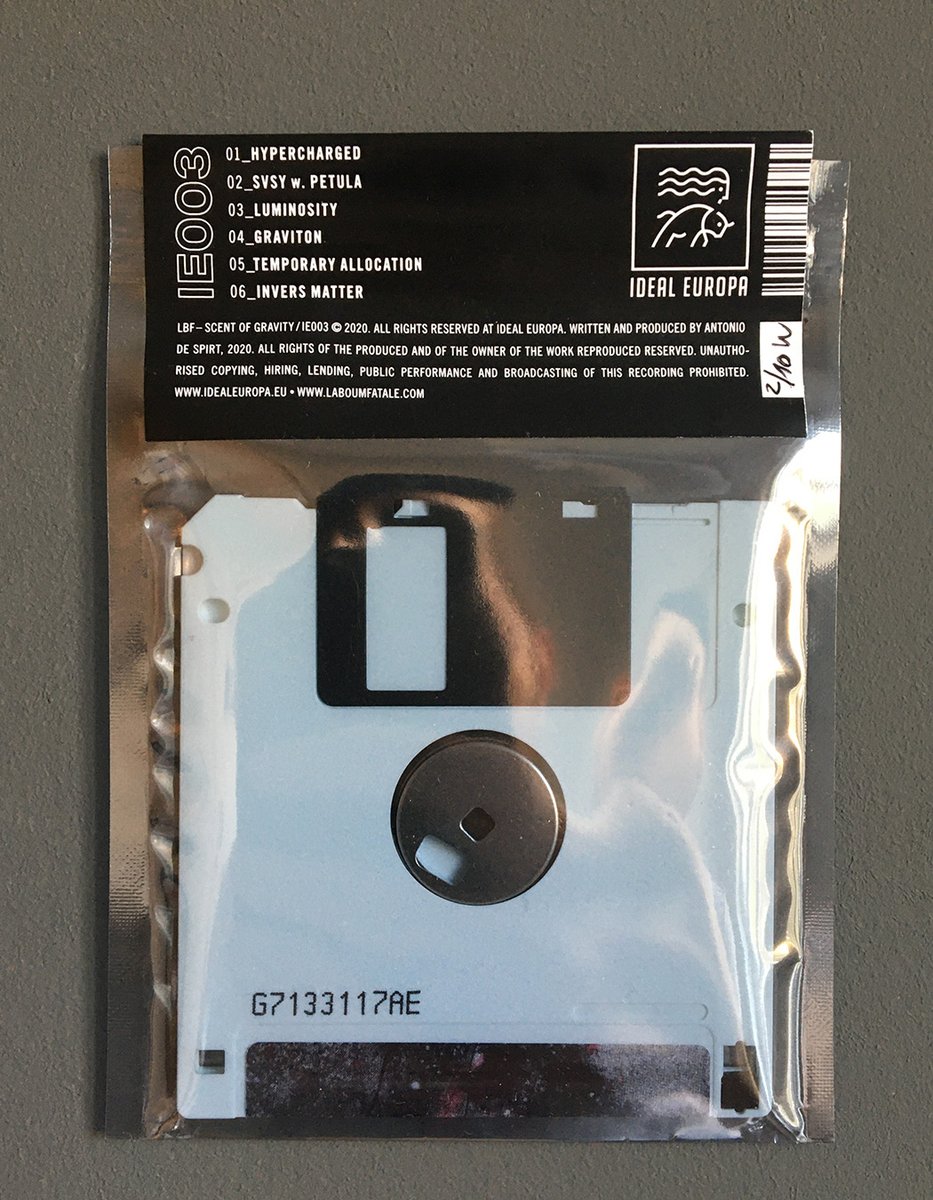 IE003
01_HYPERCHARGED
02_SVSY w. PETULA
03_LUMINOSITY
04_GRAVITON
05_TEMPORARY ALLOCATION
06_INVERS MATTER
IDEAL EUROPA
LBF – SCENT OF GRAVITY / IE003 © 2020. ALL RIGHTS RESERVED AT IDEAL EUROPA. WRITTEN AND PRODUCED BY ANTONIO
DE SPIRT, 2020. ALL RIGHTS OF THE PRODUCED AND OF THE OWNER OF THE WORK REPRODUCED RESERVED. UNAUTHO-
RISED COPYING, HIRING, LENDING, PUBLIC PERFORMANCE AND BROADCASTING OF THIS RECORDING PROHIBITED.
WWW.IDEALEUROPA.EU • WWW.LABOUMFATALE.COM
2/10 W
G7133117AE